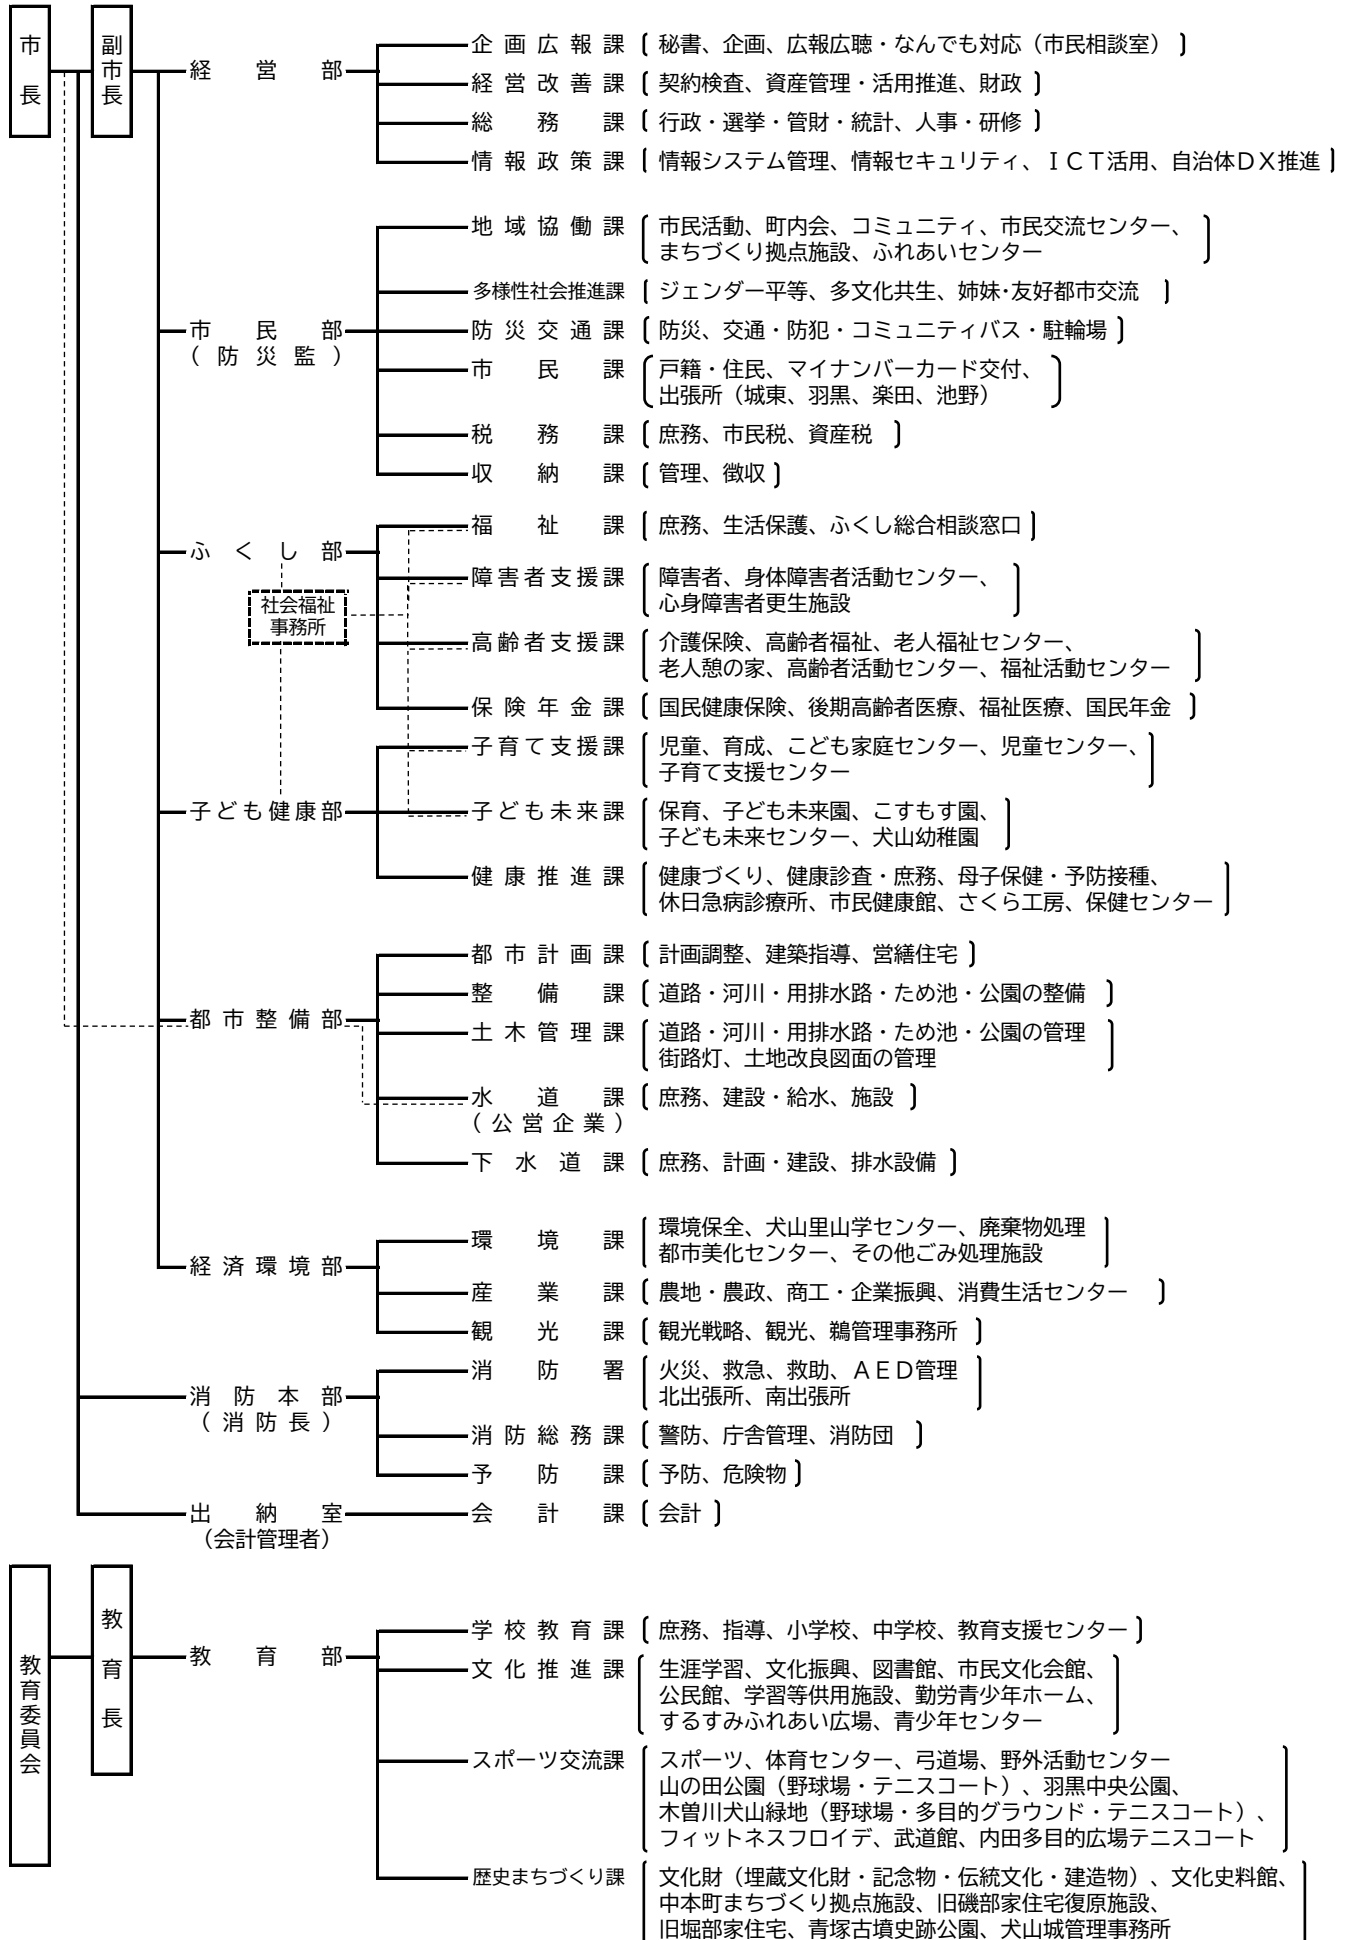 市長
副市長
経営部
企画広報課 〔秘書、企画、広報広聴・なんでも対応（市民相談室）〕
経営改善課 〔契約検査、資産管理・活用推進、財政〕
総務課 〔行政・選挙・管財・統計、人事・研修〕
情報政策課 〔情報システム管理、情報セキュリティ、ＩＣＴ活用、自治体ＤＸ推進〕
市民部
（防災監）
地域協働課 〔市民活動、町内会、コミュニティ、市民交流センター、
まちづくり拠点施設、ふれあいセンター〕
多様性社会推進課 〔ジェンダー平等、多文化共生、姉妹・友好都市交流〕
防災交通課 〔防災、交通・防犯・コミュニティバス・駐輪場〕
市民課 〔戸籍・住民、マイナンバーカード交付、
出張所（城東、羽黒、楽田、池野）〕
税務課 〔庶務、市民税、資産税〕
収納課 〔管理、徴収〕
ふくし部
社会福祉
事務所
福祉課 〔庶務、生活保護、ふくし総合相談窓口〕
障害者支援課 〔障害者、身体障害者活動センター、
心身障害者更生施設〕
高齢者支援課 〔介護保険、高齢者福祉、老人福祉センター、
老人憩の家、高齢者活動センター、福祉活動センター〕
保険年金課 〔国民健康保険、後期高齢者医療、福祉医療、国民年金〕
子ども健康部
子育て支援課 〔児童、育成、こども家庭センター、児童センター、
子育て支援センター〕
子ども未来課 〔保育、子ども未来園、こすもす園、
子ども未来センター、犬山幼稚園〕
健康推進課 〔健康づくり、健康診査・庶務、母子保健・予防接種、
休日急病診療所、市民健康館、さくら工房、保健センター〕
都市整備部
都市計画課 〔計画調整、建築指導、営繕住宅〕
整備課 〔道路・河川・用排水路・ため池・公園の整備〕
土木管理課 〔道路・河川・用排水路・ため池・公園の管理
街路灯、土地改良図面の管理〕
水道課 〔庶務、建設・給水、施設〕
（公営企業）
下水道課 〔庶務、計画・建設、排水設備〕
経済環境部
環境課 〔環境保全、犬山里山学センター、廃棄物処理
都市美化センター、その他ごみ処理施設〕
産業課 〔農地・農政、商工・企業振興、消費生活センター〕
観光課 〔観光戦略、観光、鵜管理事務所〕
消防本部
（消防長）
消防署 〔火災、救急、救助、ＡＥＤ管理
北出張所、南出張所〕
消防総務課 〔警防、庁舎管理、消防団〕
予防課 〔予防、危険物〕
出納室
（会計管理者）
会計課 〔会計〕
教育委員会
教育長
教育部
学校教育課 〔庶務、指導、小学校、中学校、教育支援センター〕
文化推進課 〔生涯学習、文化振興、図書館、市民文化会館、
公民館、学習等供用施設、勤労青少年ホーム、
するすみふれあい広場、青少年センター〕
スポーツ交流課 〔スポーツ、体育センター、弓道場、野外活動センター
山の田公園（野球場・テニスコート）、羽黒中央公園、
木曽川犬山緑地（野球場・多目的グラウンド・テニスコート）、
フィットネスフロイデ、武道館、内田多目的広場テニスコート〕
歴史まちづくり課 〔文化財（埋蔵文化財・記念物・伝統文化・建造物）、文化史料館、
中本町まちづくり拠点施設、旧磯部家住宅復原施設、
旧堀部家住宅、青塚古墳史跡公園、犬山城管理事務所